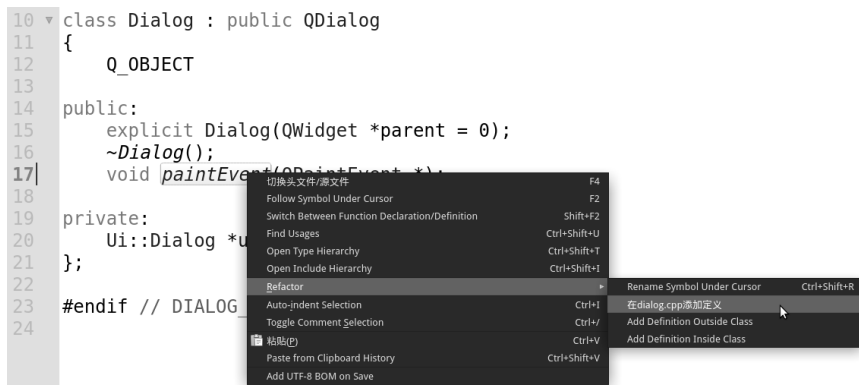 10 class Dialog : public QDialog
11 {
12 Q_OBJECT
13
14 public:
15 explicit Dialog(QWidget *parent = 0);
16 ~Dialog();
17 void paintEvent(QPaintEvent *);
18
19 private:
20 Ui::Dialog *u
21 };
22
23 #endif // DIALOG_
24
切换头文件/源文件 F4
Follow Symbol Under Cursor F2
Switch Between Function Declaration/Definition Shift+F2
Find Usages Ctrl+Shift+U
Open Type Hierarchy Ctrl+Shift+T
Open Include Hierarchy Ctrl+Shift+I
Refactor
Auto-indent Selection Ctrl+I
Toggle Comment Selection Ctrl+/
粘贴(P) Ctrl+V
Paste from Clipboard History Ctrl+Shift+V
Add UTF-8 BOM on Save
Rename Symbol Under Cursor Ctrl+Shift+R
在dialog.cpp添加定义
Add Definition Outside Class
Add Definition Inside Class